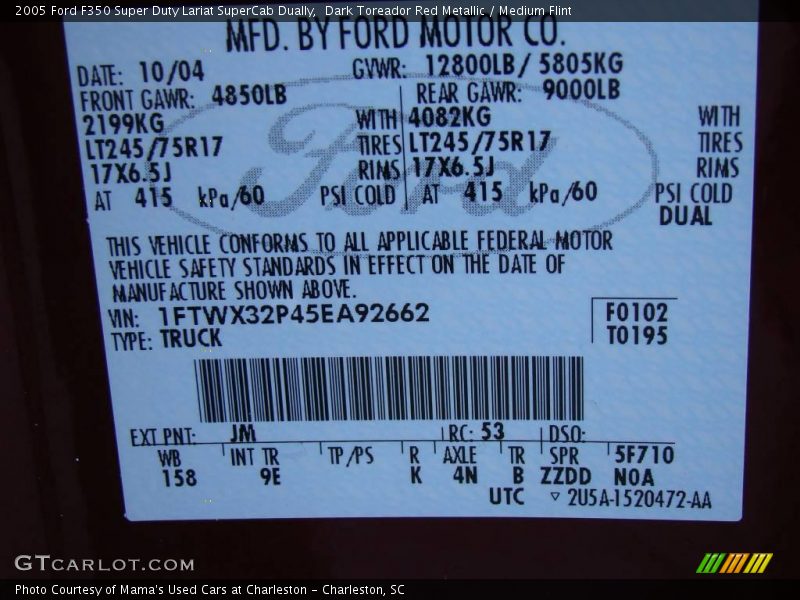 2005 Ford F350 Super Duty Lariat SuperCab Dually, Dark Toreador Red Metallic / Medium Flint
MFD. BY FORD MOTOR CO.
DATE: 10/04 GVWR: 12800LB/ 5805KG
FRONT GAWR: 4850LB REAR GAWR: 9000LB
2199KG WITH 4082KG WITH
LT245/75R17 TIRES LT245/75R17 TIRES
17X6.5J RIMS 17X6.5J RIMS
AT 415 kPa/60 PSI COLD AT 415 kPa/60 PSI COLD
DUAL
Ford
THIS VEHICLE CONFORMS TO ALL APPLICABLE FEDERAL MOTOR
VEHICLE SAFETY STANDARDS IN EFFECT ON THE DATE OF
MANUFACTURE SHOWN ABOVE.
VIN: 1FTWX32P45EA92662 F0102
TYPE: TRUCK T0195
EXT PNT: JM RC: 53 DSO:
WB INT TR TP/PS R AXLE TR SPR 5F710
158 9E K 4N B ZZDD N0A
UTC ▽ 2U5A-1520472-AA
GTCARLOT.COM
Photo Courtesy of Mama's Used Cars at Charleston - Charleston, SC